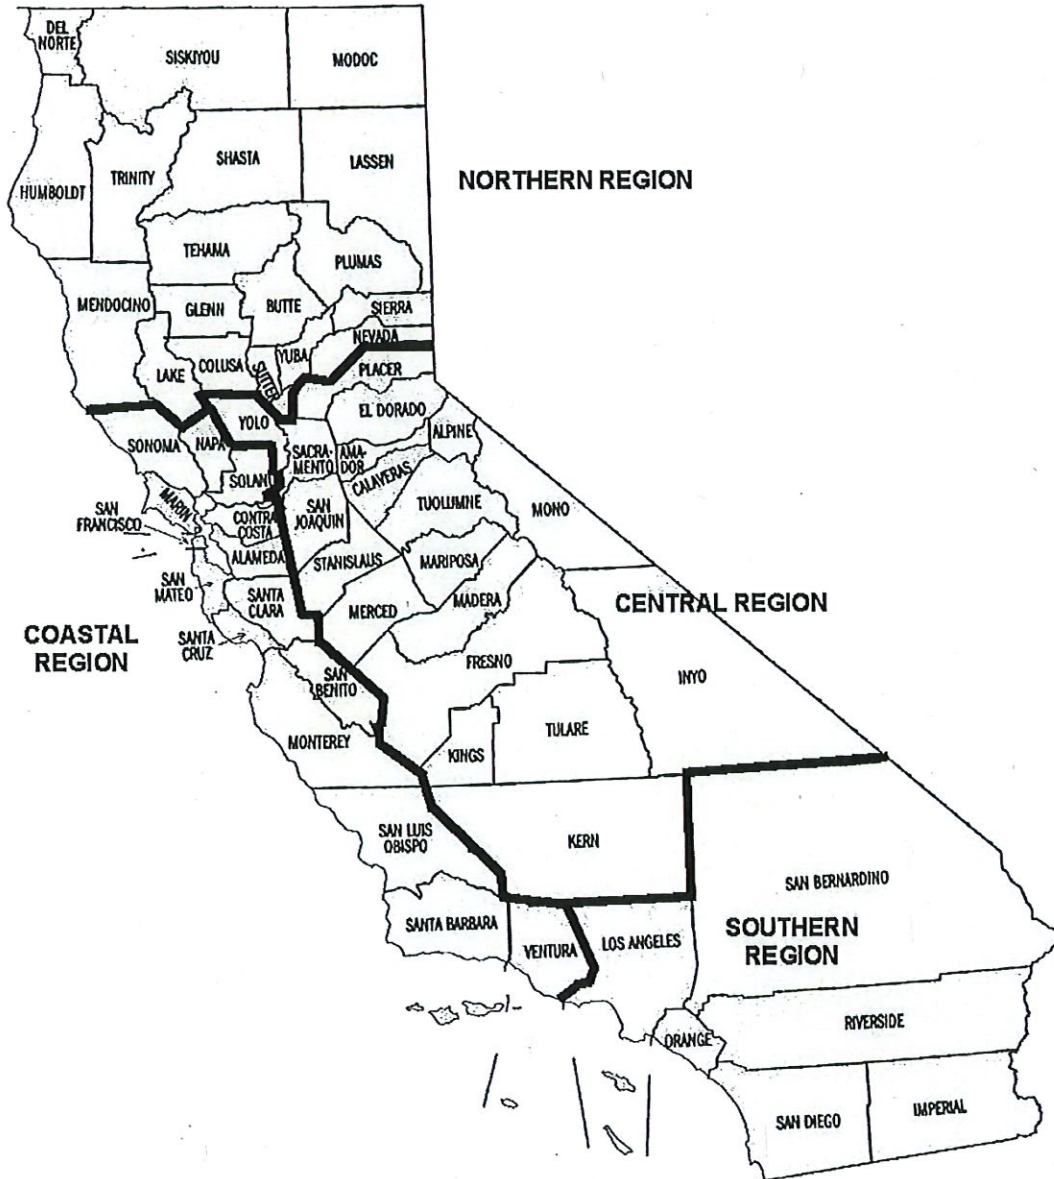 DEL
NORTE
SISKIYOU
MODOC
SHASTA
LASSEN
TRINITY
HUMBOLDT
NORTHERN REGION
TEHAMA
PLUMAS
MENDOCINO
GLENN
BUTTE
SIERRA
NEVADA
YUBA
COLUSA
SUTTER
LAKE
PLACER
EL DORADO
YOLO
SONOMA
NAPA
SACRA-
MENTO
AMA-
DOR
ALPINE
CALAVERAS
SOLANO
MARIN
SAN
FRANCISCO
CONTRA
COSTA
SAN
JOAQUIN
TUOLUMNE
MONO
ALAMEDA
STANISLAUS
MARIPOSA
SAN
MATEO
SANTA
CLARA
MERCED
MADERA
CENTRAL REGION
COASTAL
REGION
SANTA
CRUZ
SAN
BENITO
FRESNO
INYO
MONTEREY
KINGS
TULARE
SAN LUIS
OBISPO
KERN
SAN BERNARDINO
SANTA BARBARA
VENTURA
LOS ANGELES
SOUTHERN
REGION
ORANGE
RIVERSIDE
SAN DIEGO
IMPERIAL